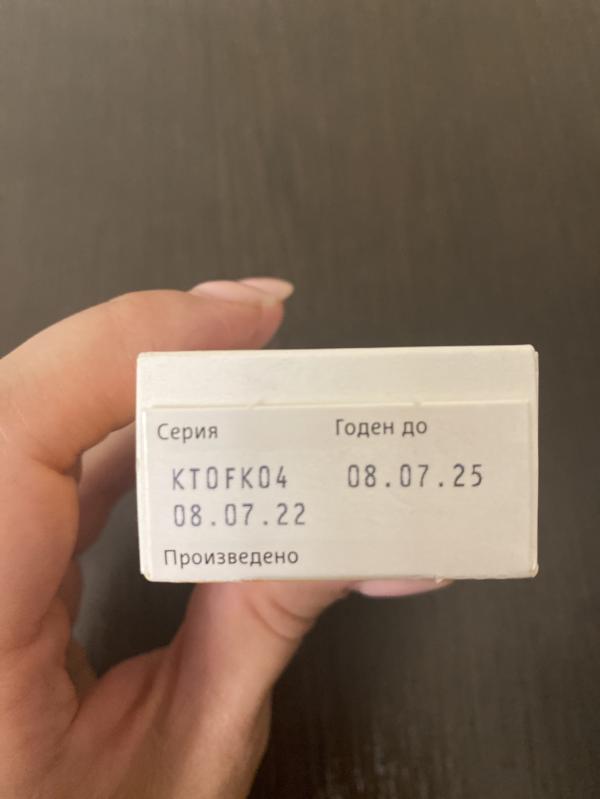 Серия Годен до
KT0FK04 08.07.25
08.07.22
Произведено